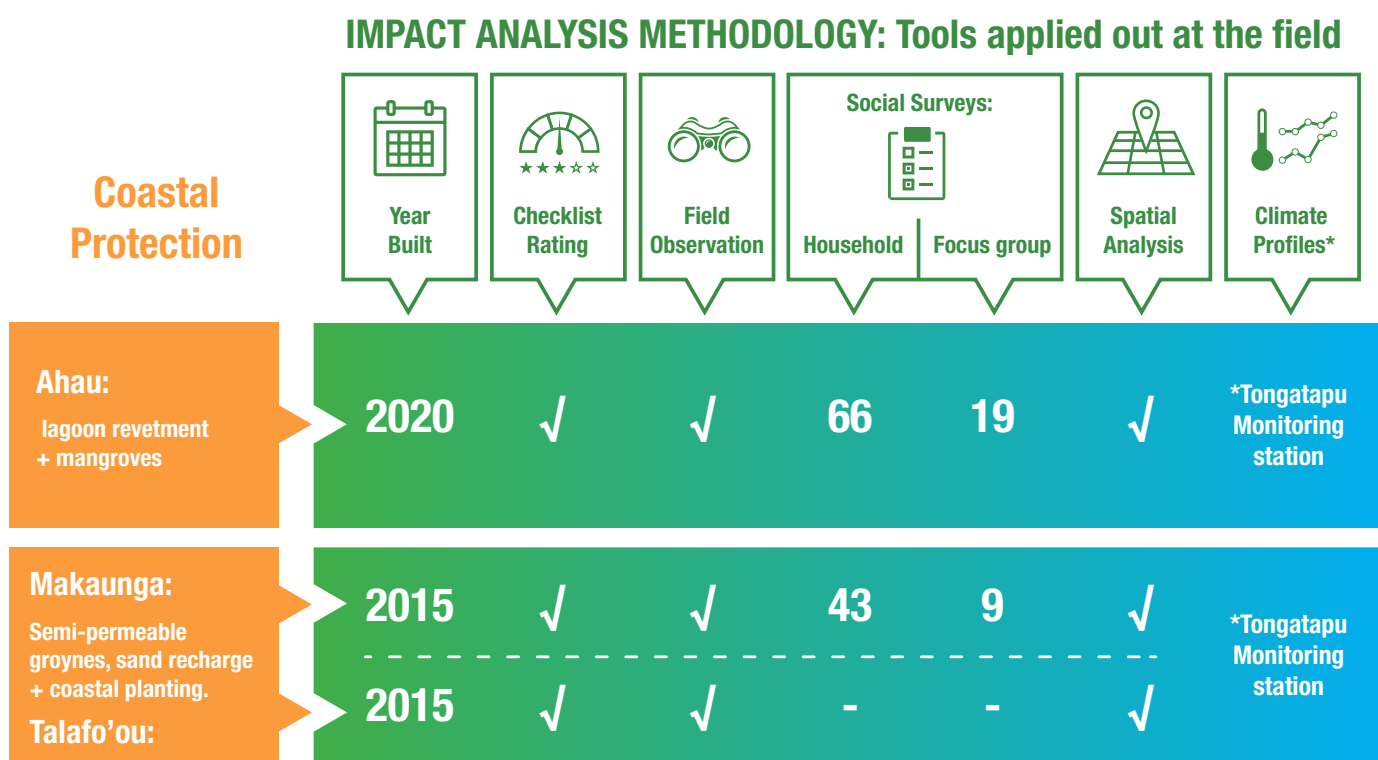 IMPACT ANALYSIS METHODOLOGY: Tools applied out at the field
Coastal
Protection
Year
Built
Checklist
Rating
Field
Observation
Social Surveys:
Household
Focus group
Spatial
Analysis
Climate
Profiles*
Ahau:
lagoon revetment
+ mangroves
2020
√
√
66
19
√
*Tongatapu
Monitoring
station
Makaunga:
Semi-permeable
groynes, sand recharge
+ coastal planting.
Talafo’ou:
2015
√
√
43
9
√
2015
√
√
-
-
√
*Tongatapu
Monitoring
station